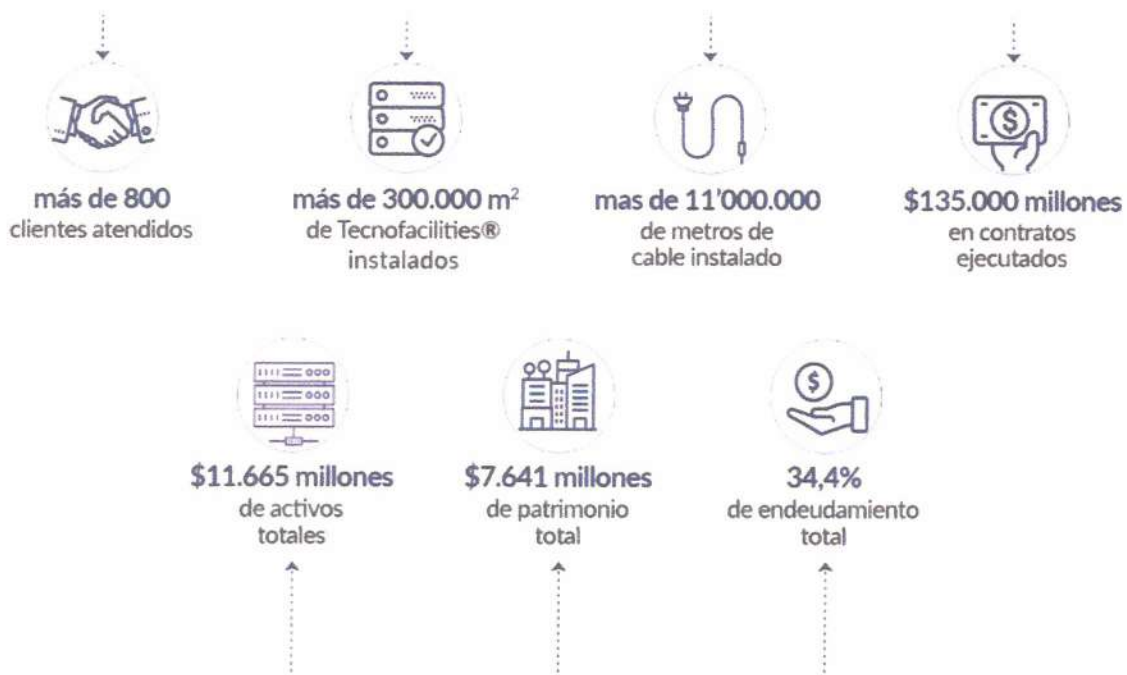 más de 800
clientes atendidos
más de 300.000 m²
de Tecnofacilities®
instalados
mas de 11'000.000
de metros de
cable instalado
$135.000 millones
en contratos
ejecutados
$11.665 millones
de activos
totales
$7.641 millones
de patrimonio
total
34,4%
de endeudamiento
total